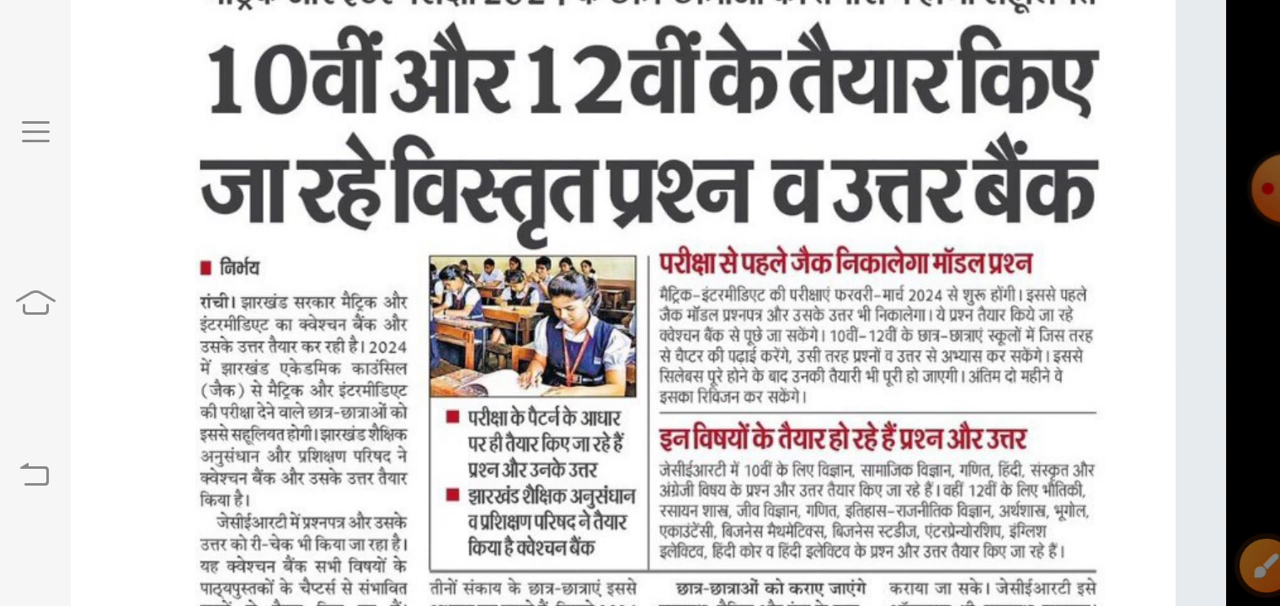 10वीं और 12वीं के तैयार किए
जा रहे विस्तृत प्रश्न व उत्तर बैंक
निर्भय
रांची। झारखंड सरकार मैट्रिक और
इंटरमीडिएट का क्वेश्चन बैंक और
उसके उत्तर तैयार कर रही है। 2024
में झारखंड एकेडमिक काउंसिल
(जैक) से मैट्रिक और इंटरमीडिएट
की परीक्षा देने वाले छात्र-छात्राओं को
इससे सहूलियत होगी। झारखंड शैक्षिक
अनुसंधान और प्रशिक्षण परिषद ने
क्वेश्चन बैंक और उसके उत्तर तैयार
किया है।
जेसीईआरटी में प्रश्नपत्र और उसके
उत्तर को री-चेक भी किया जा रहा है।
यह क्वेश्चन बैंक सभी विषयों के
पाठ्यपुस्तकों के चैप्टर्स से संभावित
परीक्षा के पैटर्न के आधार
पर ही तैयार किए जा रहे हैं
प्रश्न और उनके उत्तर
झारखंड शैक्षिक अनुसंधान
व प्रशिक्षण परिषद ने तैयार
किया है क्वेश्चन बैंक
तीनों संकाय के छात्र-छात्राएं इससे
परीक्षा से पहले जैक निकालेगा मॉडल प्रश्न
मैट्रिक-इंटरमीडिएट की परीक्षाएं फरवरी-मार्च 2024 से शुरू होंगी। इससे पहले
जैक मॉडल प्रश्नपत्र और उसके उत्तर भी निकालेगा। ये प्रश्न तैयार किये जा रहे
क्वेश्चन बैंक से पूछे जा सकेंगे। 10वीं-12वीं के छात्र-छात्राएं स्कूलों में जिस तरह
से चैप्टर की पढ़ाई करेंगे, उसी तरह प्रश्नों व उत्तर से अभ्यास कर सकेंगे। इससे
सिलेबस पूरे होने के बाद उनकी तैयारी भी पूरी हो जाएगी। अंतिम दो महीने वे
इसका रिविजन कर सकेंगे।
इन विषयों के तैयार हो रहे हैं प्रश्न और उत्तर
जेसीईआरटी में 10वीं के लिए विज्ञान, सामाजिक विज्ञान, गणित, हिंदी, संस्कृत और
अंग्रेजी विषय के प्रश्न और उत्तर तैयार किए जा रहे हैं। वहीं 12वीं के लिए भौतिकी,
रसायन शास्त्र, जीव विज्ञान, गणित, इतिहास-राजनीतिक विज्ञान, अर्थशास्त्र, भूगोल,
एकाउंटेंसी, बिजनेस मैथमेटिक्स, बिजनेस स्टडीज, एंटरप्रेन्योरशिप, इंग्लिश
इलेक्टिव, हिंदी कोर व हिंदी इलेक्टिव के प्रश्न और उत्तर तैयार किए जा रहे हैं।
छात्र-छात्राओं को कराए जाएंगे
कराया जा सके। जेसीईआरटी इसे